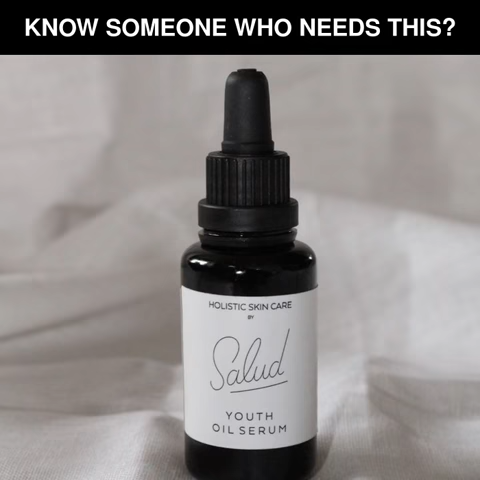 KNOW SOMEONE WHO NEEDS THIS?
HOLISTIC SKIN CARE
BY
Salud
YOUTH
OIL SERUM